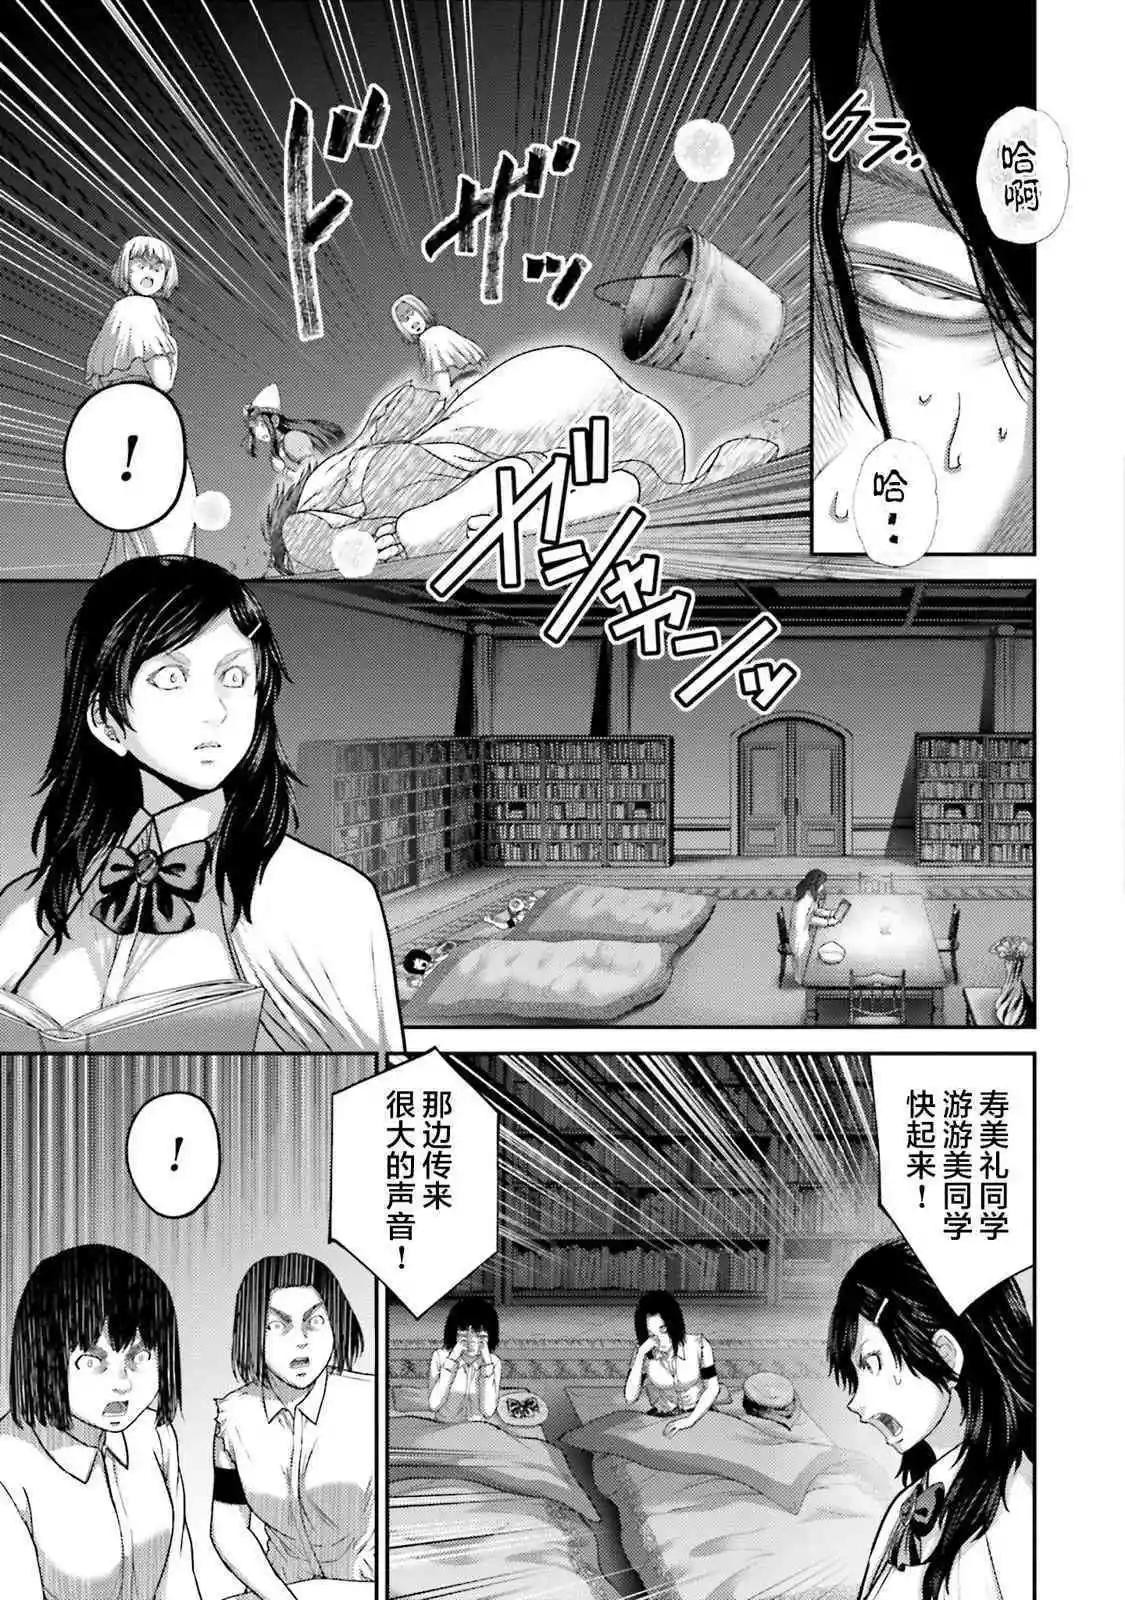 哈啊
哈…
クラ…
ドザッ
ガシャァンッ
！
寿美礼同学
游游美同学
快起来！
那边传来
很大的声音！
！